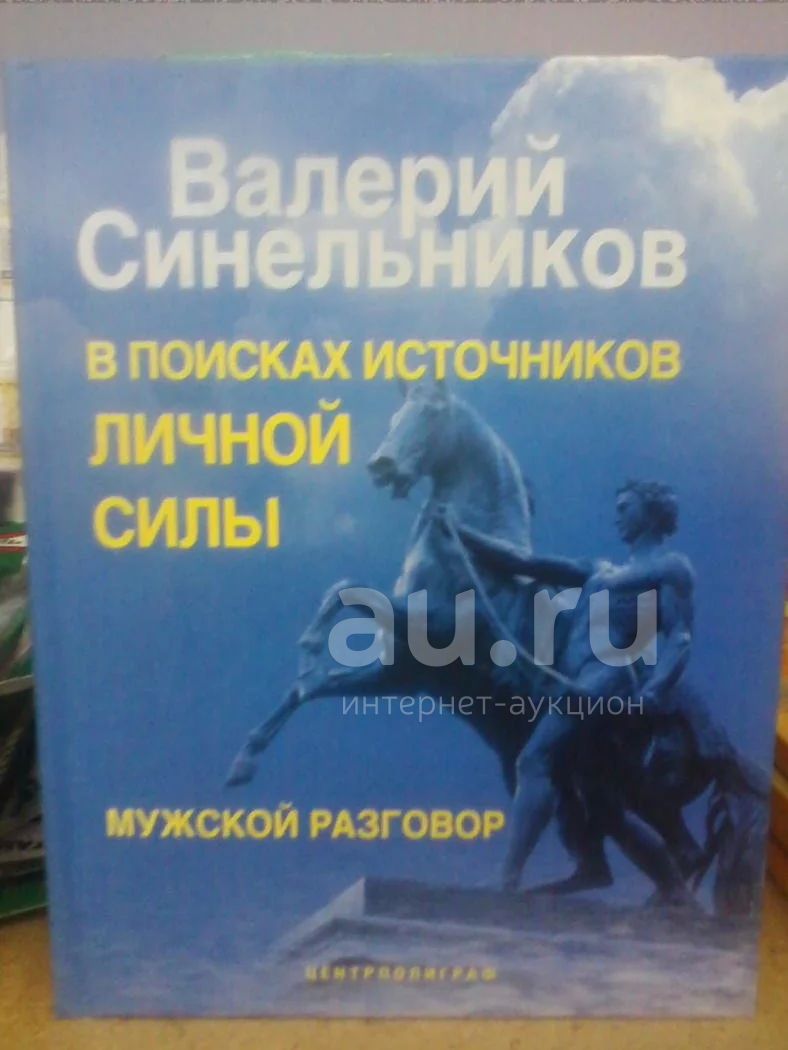 Валерий
Синельников
В ПОИСКАХ ИСТОЧНИКОВ
ЛИЧНОЙ
СИЛЫ
au.ru
интернет-аукцион
МУЖСКОЙ РАЗГОВОР
ЦЕНТРПОЛИГРАФ